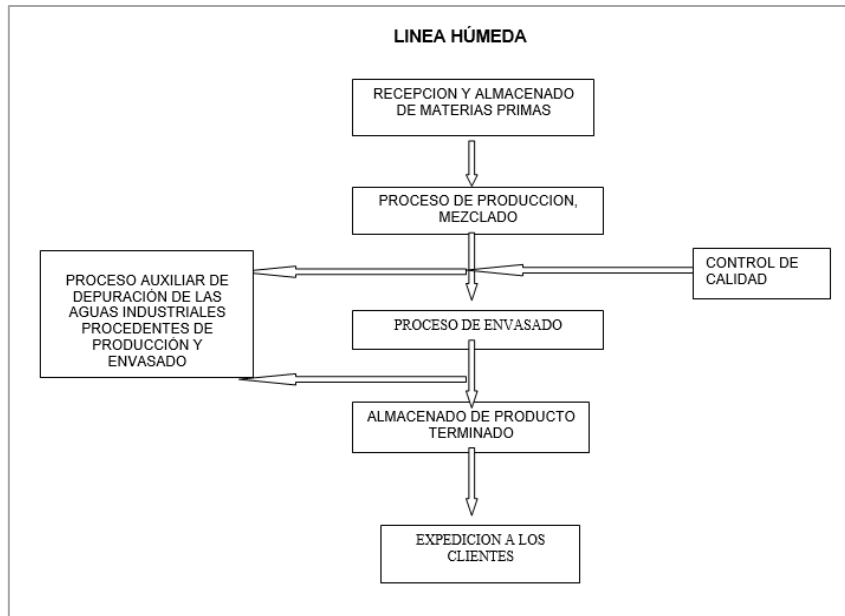 LINEA HÚMEDA
RECEPCION Y ALMACENADO
DE MATERIAS PRIMAS
PROCESO DE PRODUCCION,
MEZCLADO
PROCESO AUXILIAR DE
DEPURACIÓN DE LAS
AGUAS INDUSTRIALES
PROCEDENTES DE
PRODUCCIÓN Y
ENVASADO
CONTROL DE
CALIDAD
PROCESO DE ENVASADO
ALMACENADO DE PRODUCTO
TERMINADO
EXPEDICION A LOS
CLIENTES